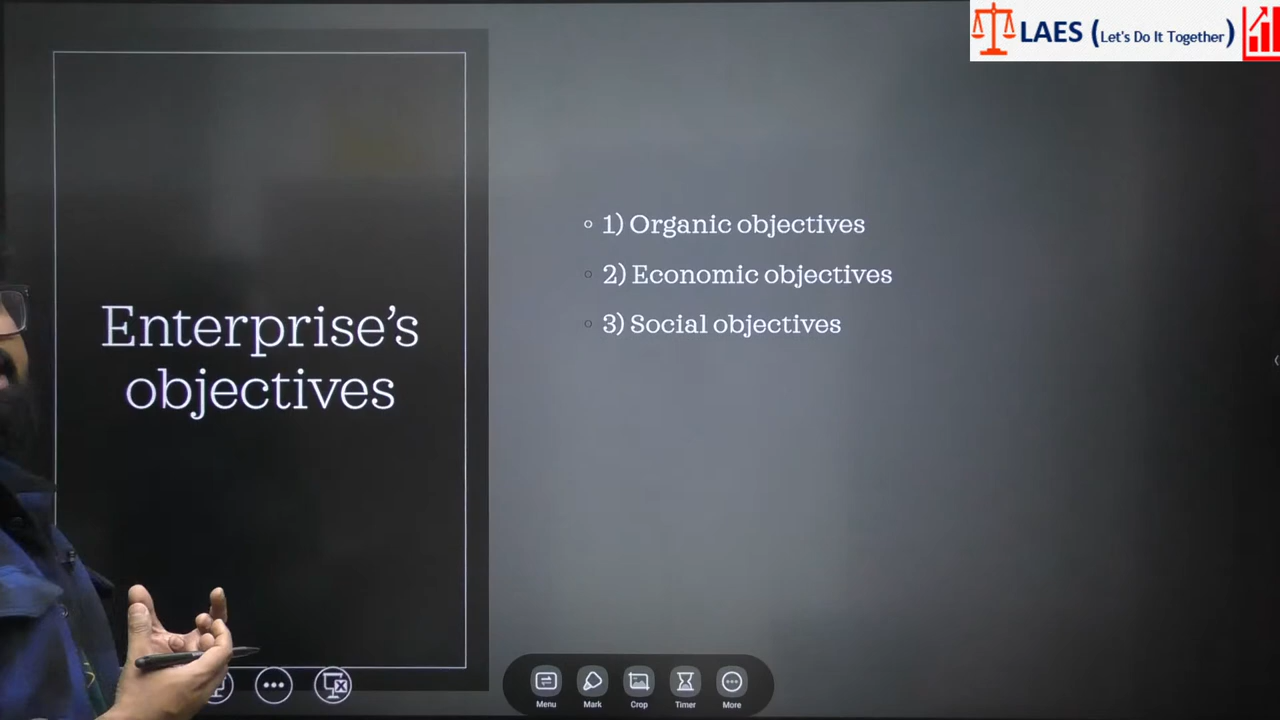 LAES (Let's Do It Together)
Enterprise's
objectives
1) Organic objectives
2) Economic objectives
3) Social objectives
Menu
Mark
Crop
Timer
More